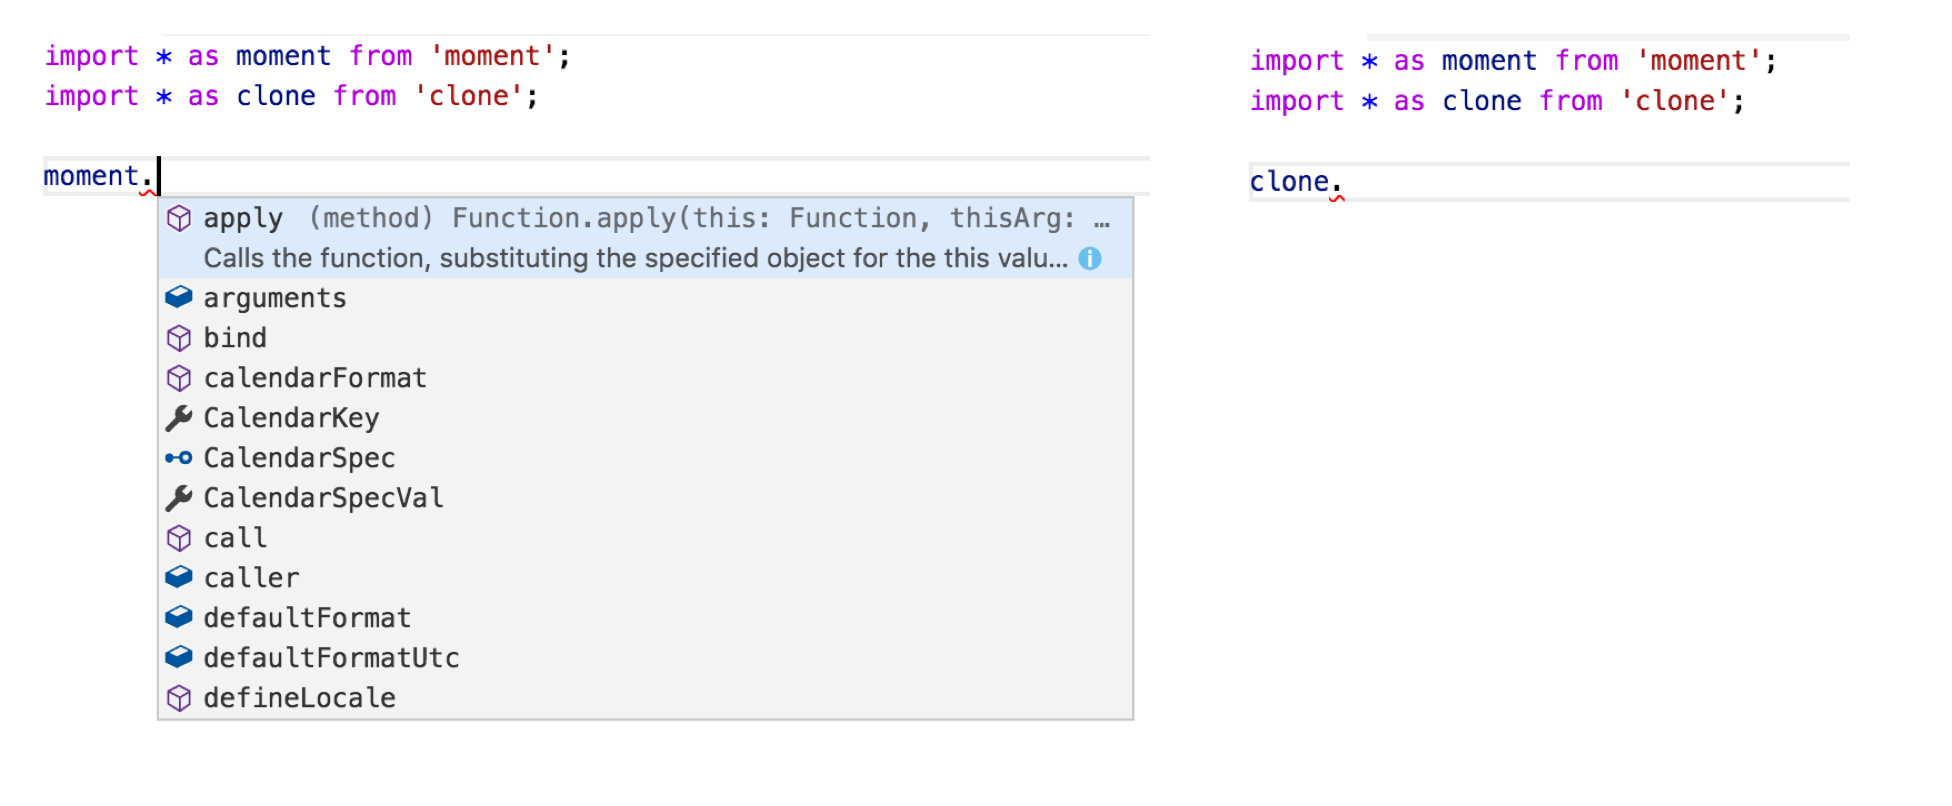 import * as moment from 'moment';
import * as clone from 'clone';
moment.
apply (method) Function.apply(this: Function, thisArg: …
Calls the function, substituting the specified object for the this valu...
arguments
bind
calendarFormat
CalendarKey
CalendarSpec
CalendarSpecVal
call
caller
defaultFormat
defaultFormatUtc
defineLocale
import * as moment from 'moment';
import * as clone from 'clone';
clone.